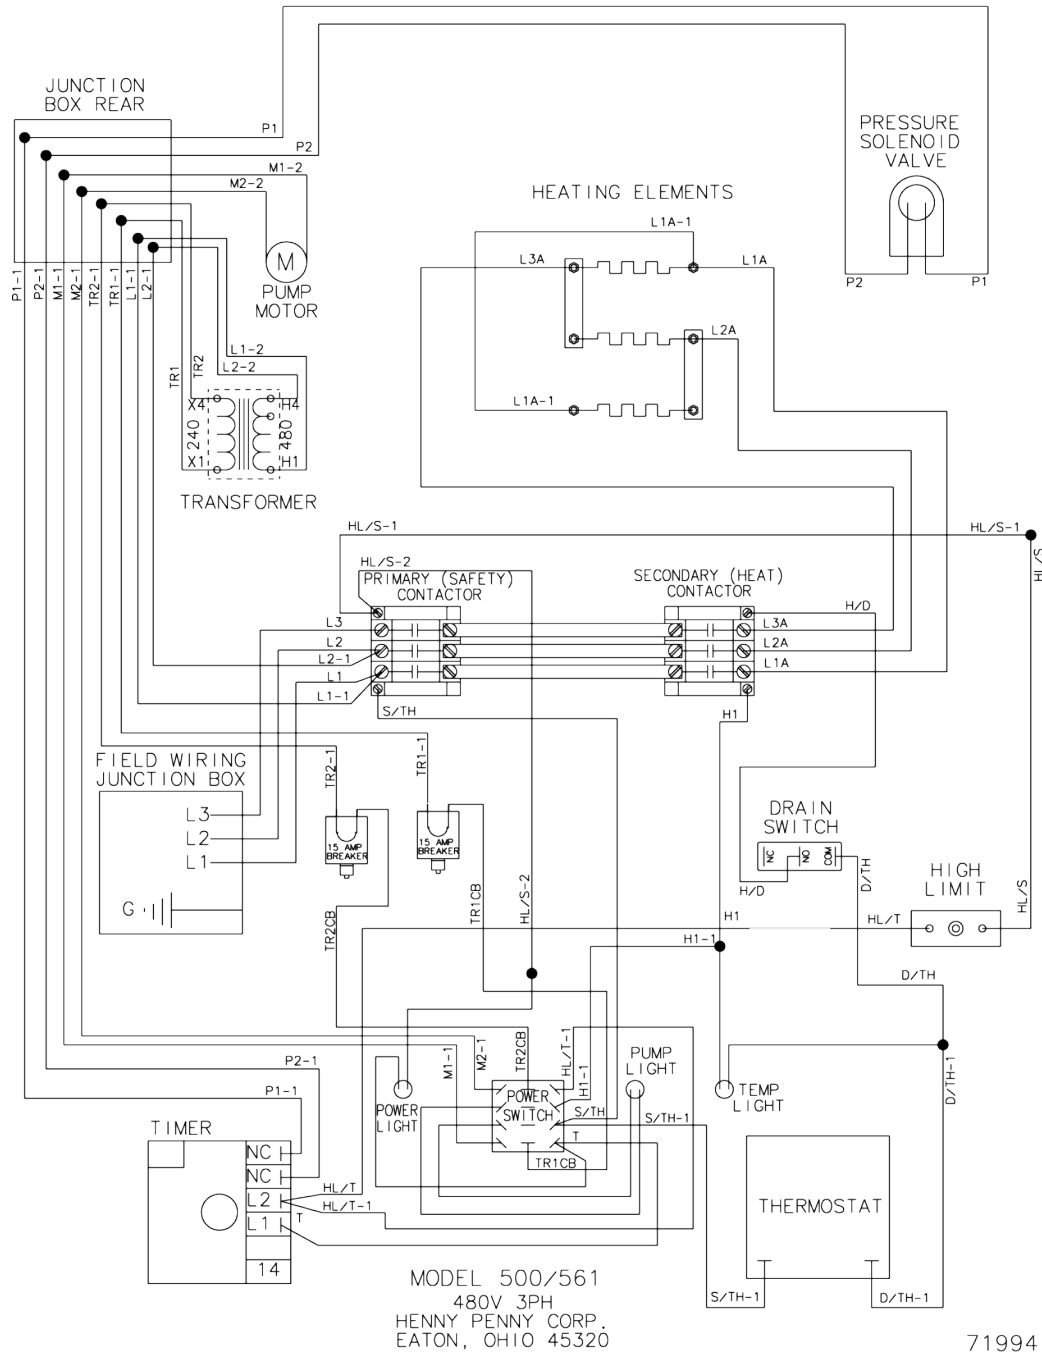 JUNCTION
BOX REAR
P1
P2
M1-2
M2-2
PRESSURE
SOLENOID
VALVE
HEATING ELEMENTS
L1A-1
L3A
L1A
P2
P1
L2A
L1A-1
P1-1
P2-1
M1-1
M2-1
TR2-1
TR1-1
L1-1
L2-1
M
PUMP
MOTOR
L1-2
L2-2
TR1
TR2
X4
H4
240
480
X1
H1
TRANSFORMER
HL/S-1
HL/S-1
HL/S
HL/S-2
PRIMARY (SAFETY)
CONTACTOR
SECONDARY (HEAT)
CONTACTOR
H/D
L3
L2
L2-1
L1
L1-1
L3A
L2A
L1A
S/TH
H1
FIELD WIRING
JUNCTION BOX
L3
L2
L1
G
TR2-1
TR1-1
15 AMP
BREAKER
15 AMP
BREAKER
DRAIN
SWITCH
NC
NO
COM
H/D
D/TH
HIGH
LIMIT
TR2CB
TR1CB
HL/S-2
H1
HL/T
HL/S
H1-1
D/TH
M1-1
M2-1
TR2CB
HL/T-1
H1-1
PUMP
LIGHT
P2-1
P1-1
POWER
LIGHT
POWER
SWITCH
S/TH
S/TH-1
T
TR1CB
TEMP
LIGHT
D/TH-1
TIMER
NC
NC
L2
L1
14
HL/T
HL/T-1
T
THERMOSTAT
S/TH-1
D/TH-1
MODEL 500/561
480V 3PH
HENNY PENNY CORP.
EATON, OHIO 45320
71994